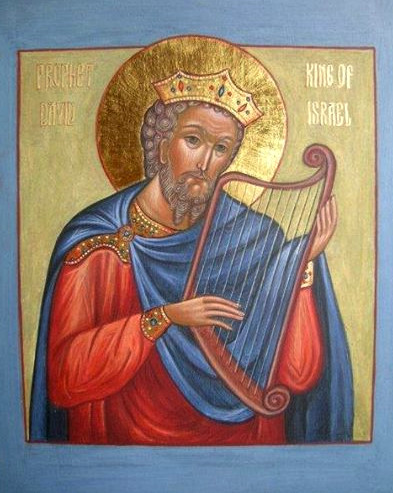 PROPHET
DAVID
KING OF
ISRAEL